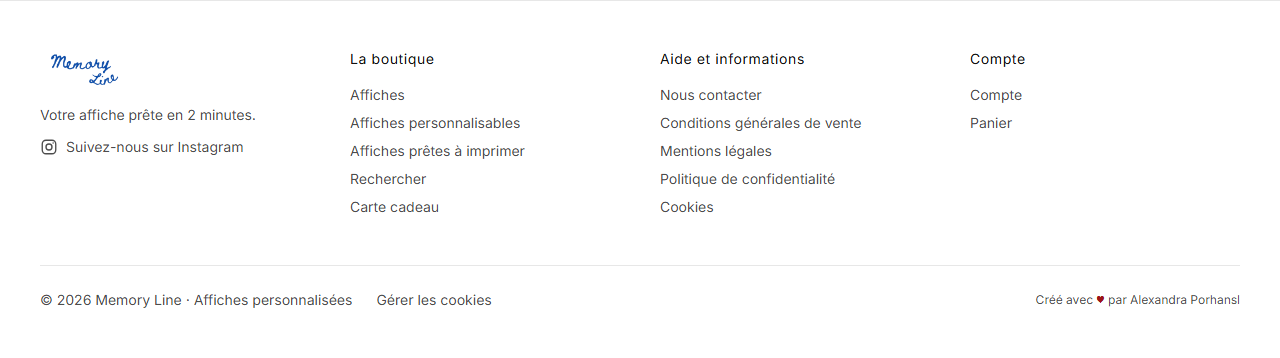 Memory
Line
Votre affiche prête en 2 minutes.
Suivez-nous sur Instagram
La boutique
Affiches
Affiches personnalisables
Affiches prêtes à imprimer
Rechercher
Carte cadeau
Aide et informations
Nous contacter
Conditions générales de vente
Mentions légales
Politique de confidentialité
Cookies
Compte
Compte
Panier
© 2026 Memory Line · Affiches personnalisées
Gérer les cookies
Créé avec ♥ par Alexandra Porhansl